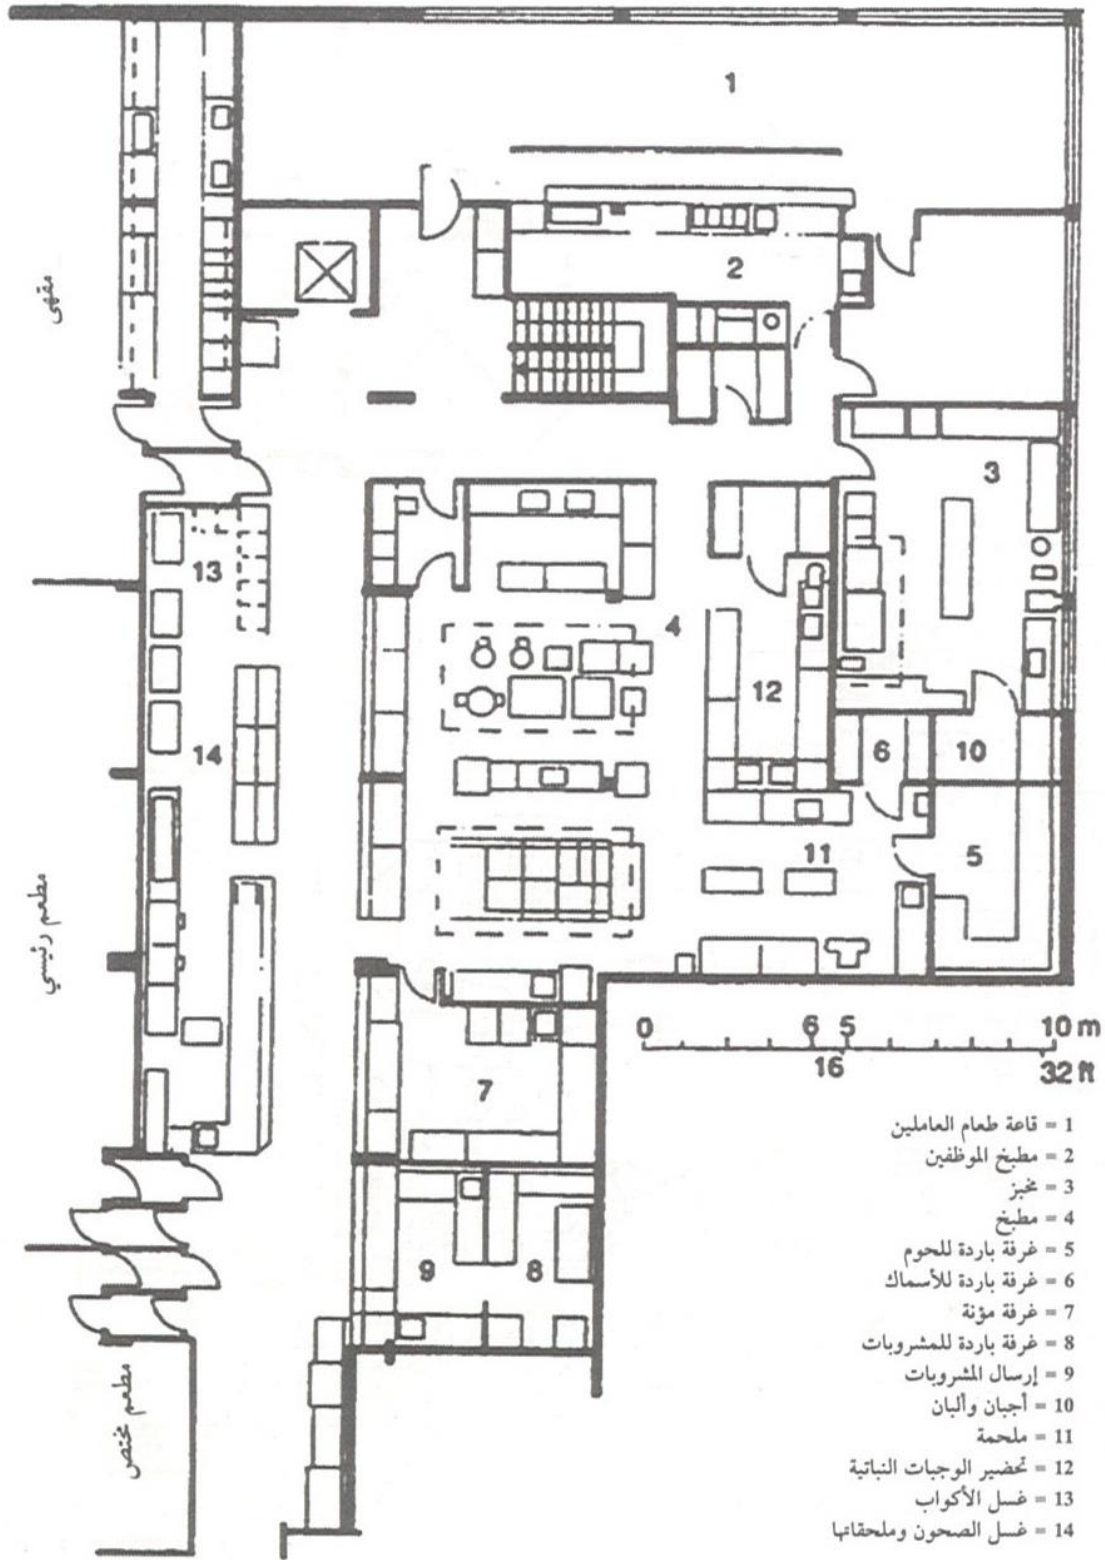 1
2
مقهى
3
13
4
12
14
6
10
11
5
مطعم رئيسي
0 6 5 10 m
16 32 ft
7
9
8
مطعم مختص
1 = قاعة طعام العاملين
2 = مطبخ الموظفين
3 = مخبز
4 = مطبخ
5 = غرفة باردة للحوم
6 = غرفة باردة للأسماك
7 = غرفة مؤنة
8 = غرفة باردة للمشروبات
9 = إرسال المشروبات
10 = أجبان وألبان
11 = ملحمة
12 = تحضير الوجبات النباتية
13 = غسل الأكواب
14 = غسل الصحون وملحقاتها